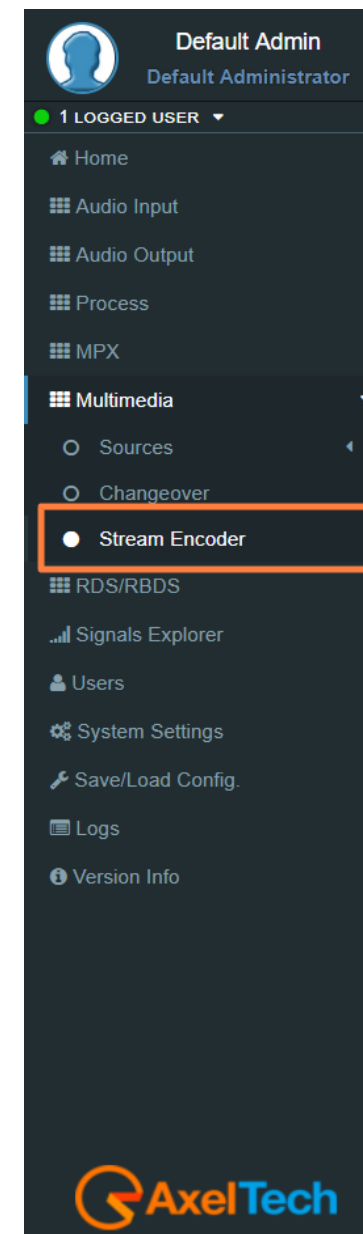 Default Admin
Default Administrator
1 LOGGED USER
Home
Audio Input
Audio Output
Process
MPX
Multimedia
Sources
Changeover
Stream Encoder
RDS/RBDS
Signals Explorer
Users
System Settings
Save/Load Config.
Logs
Version Info
AxelTech